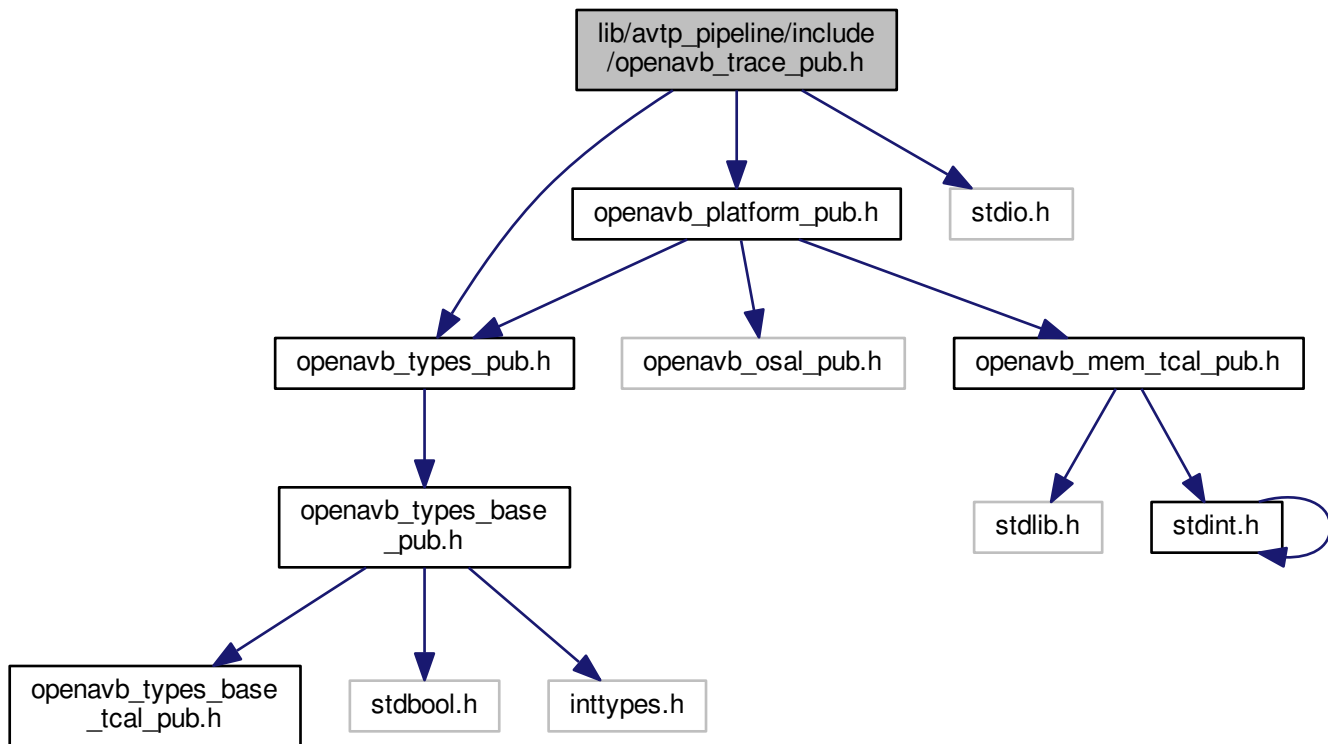 lib/avtp_pipeline/include
/openavb_trace_pub.h
openavb_platform_pub.h
stdio.h
openavb_types_pub.h
openavb_osal_pub.h
openavb_mem_tcal_pub.h
openavb_types_base
_pub.h
stdlib.h
stdint.h
openavb_types_base
_tcal_pub.h
stdbool.h
inttypes.h